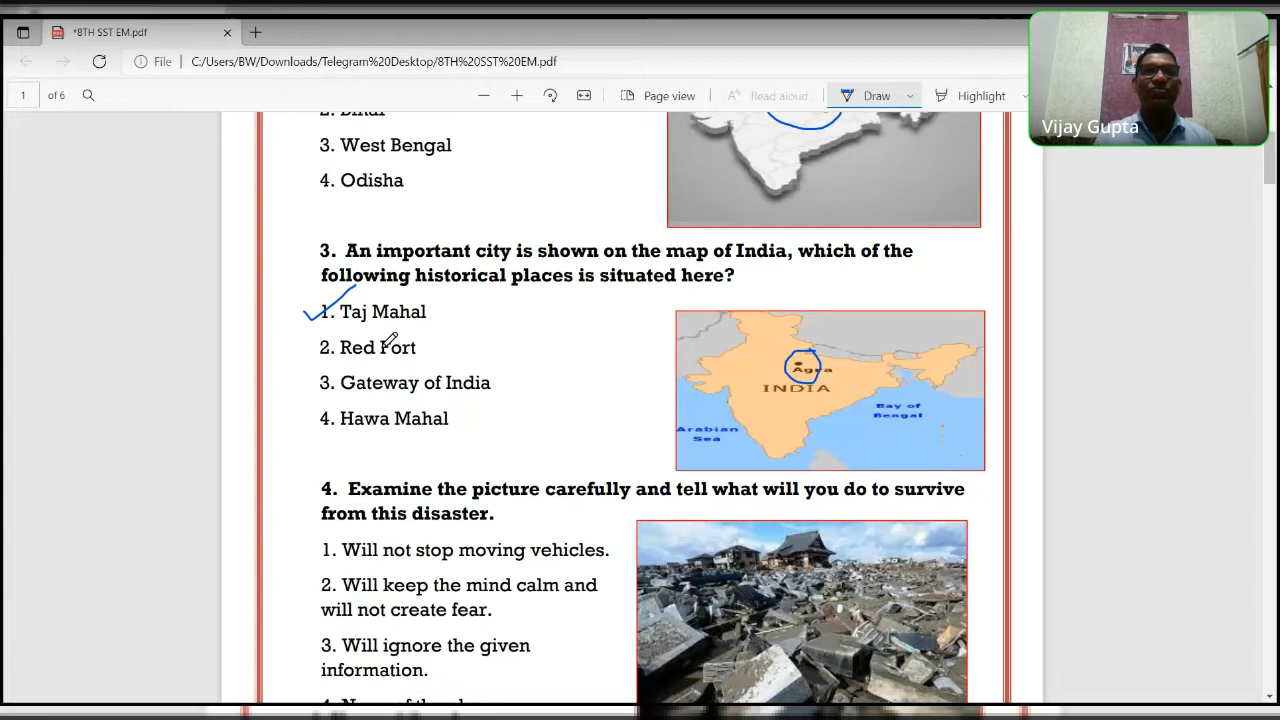 *8TH SST EM.pdf
File
C:/Users/BW/Downloads/Telegram%20Desktop/8TH%20SST%20EM.pdf
1 of 6
Page view
Read aloud
Draw
Highlight
Vijay Gupta
2. Bihar
3. West Bengal
4. Odisha
3. An important city is shown on the map of India, which of the
following historical places is situated here?
1. Taj Mahal
2. Red Fort
3. Gateway of India
4. Hawa Mahal
Agra
INDIA
Bay of
Bengal
Arabian
Sea
4. Examine the picture carefully and tell what will you do to survive
from this disaster.
1. Will not stop moving vehicles.
2. Will keep the mind calm and
will not create fear.
3. Will ignore the given
information.